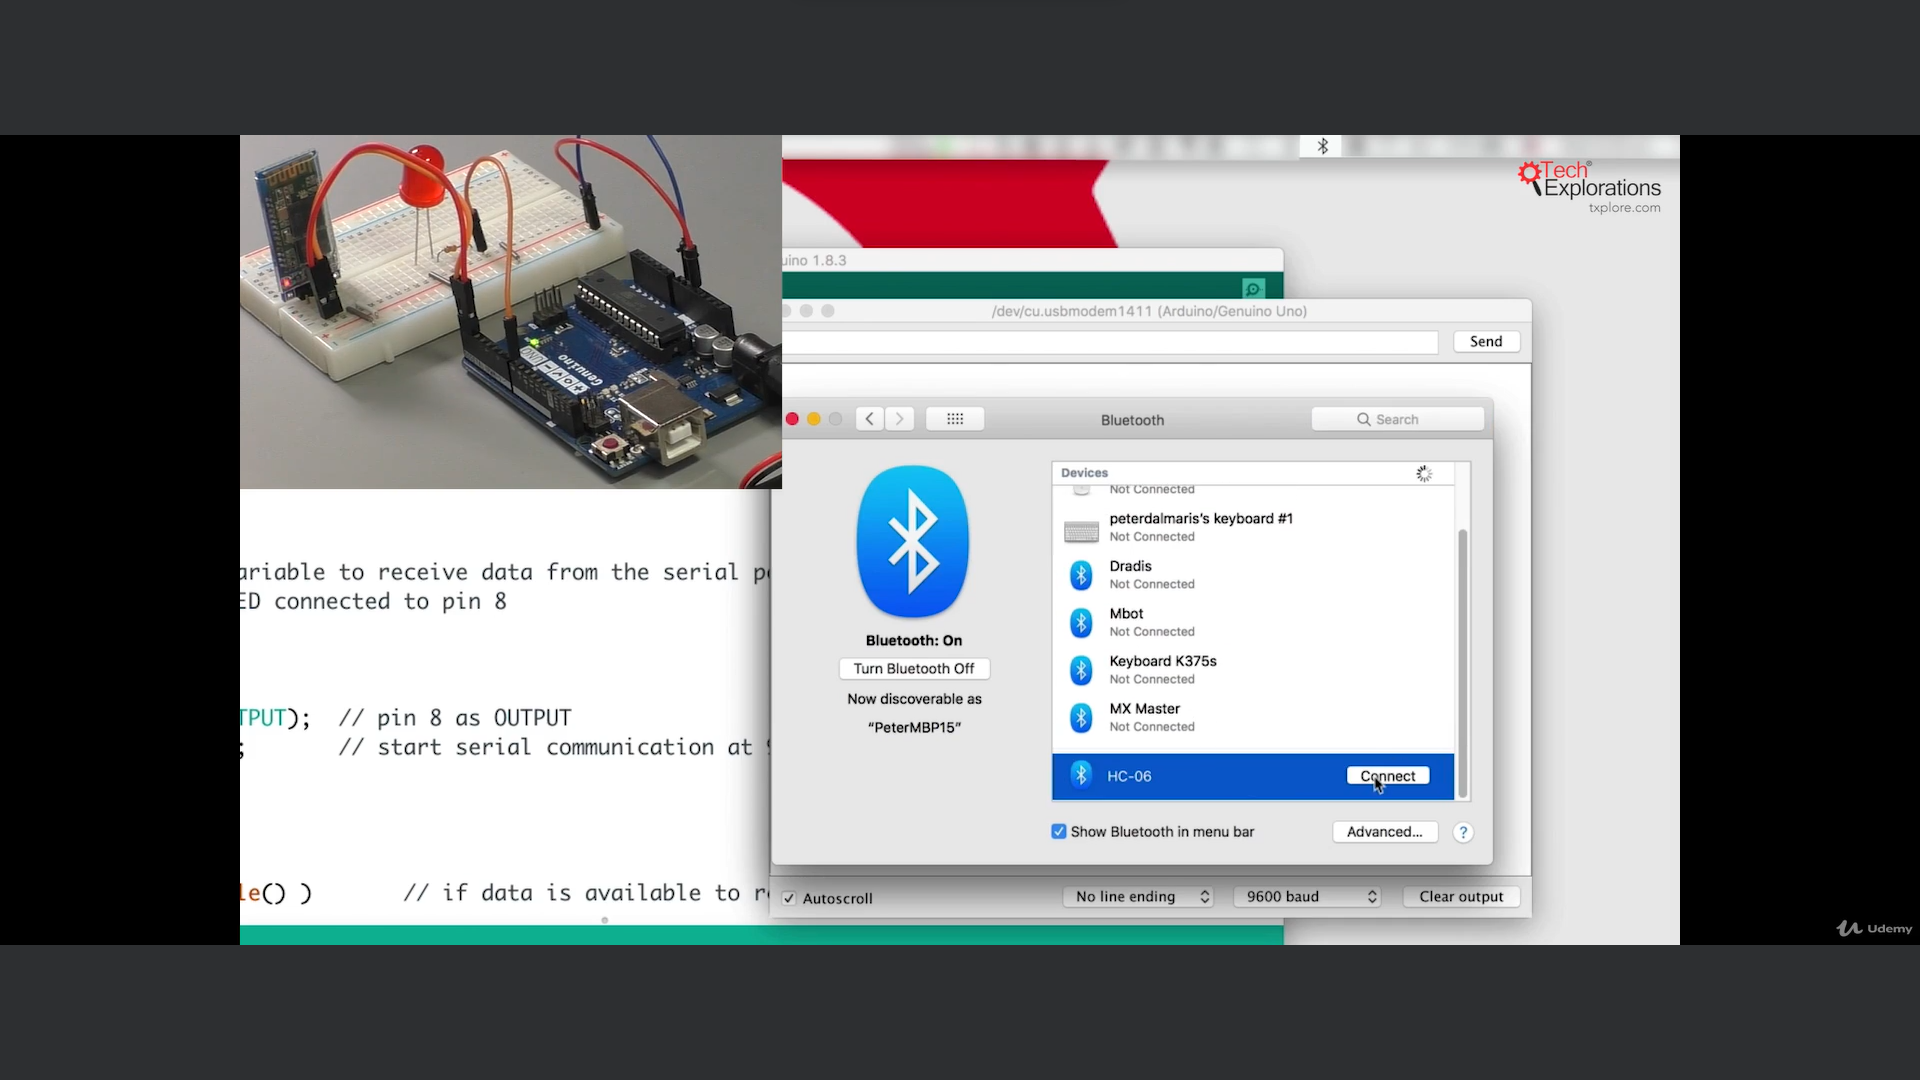 Tech
Explorations
txplore.com
uino 1.8.3
/dev/cu.usbmodem1411 (Arduino/Genuino Uno)
Send
Bluetooth
Search
Devices
Not Connected
peterdalmaris's keyboard #1
Not Connected
Dradis
Not Connected
Mbot
Not Connected
Keyboard K375s
Not Connected
MX Master
Not Connected
HC-06
Connect
Bluetooth: On
Turn Bluetooth Off
Now discoverable as
“PeterMBP15”
Show Bluetooth in menu bar
Advanced...
?
Autoscroll
No line ending
9600 baud
Clear output
Genuino
UNO
ariable to receive data from the serial p
ED connected to pin 8
TPUT); // pin 8 as OUTPUT
; // start serial communication at 9
le() ) // if data is available to r
Udemy